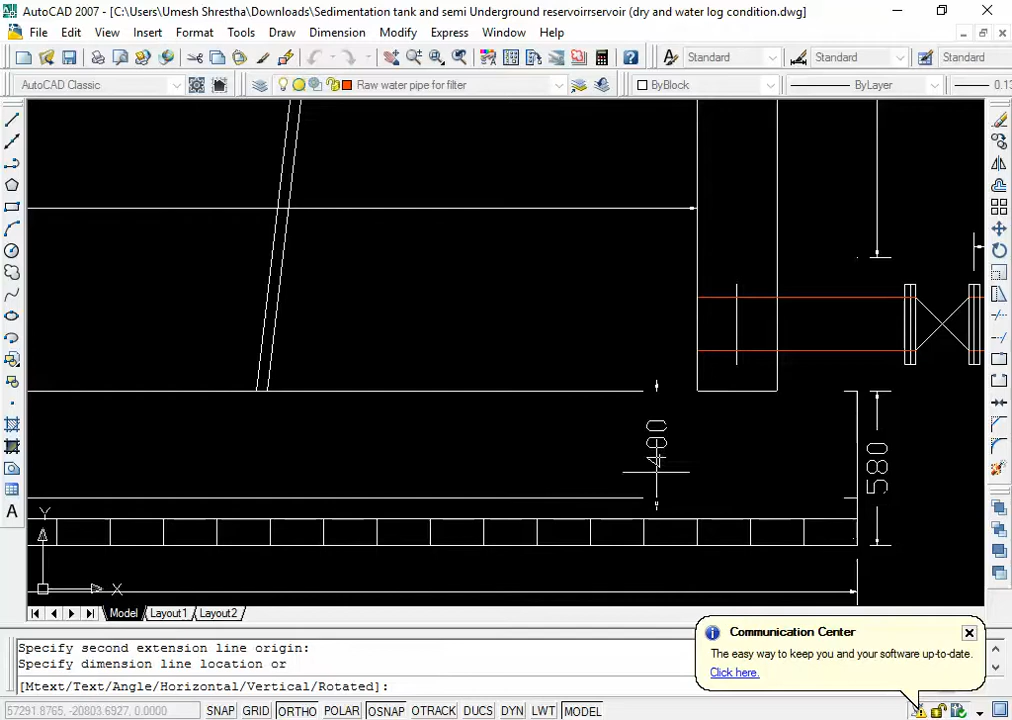 AutoCAD 2007 - [C:\Users\Umesh Shrestha\Downloads\Sedimentation tank and semi Underground reservoirrservoir (dry and water log condition.dwg]
File Edit View Insert Format Tools Draw Dimension Modify Express Window Help
Standard Standard Standard
AutoCAD Classic Raw water pipe for filter ByBlock ByLayer 0.13
400
580
Y
X
Model Layout1 Layout2
Communication Center
The easy way to keep you and your software up-to-date.
Click here.
Specify second extension line origin:
Specify dimension line location or
[Mtext/Text/Angle/Horizontal/Vertical/Rotated]:
57291.8765, -20803.6927, 0.0000 SNAP GRID ORTHO POLAR OSNAP OTRACK DUCS DYN LWT MODEL